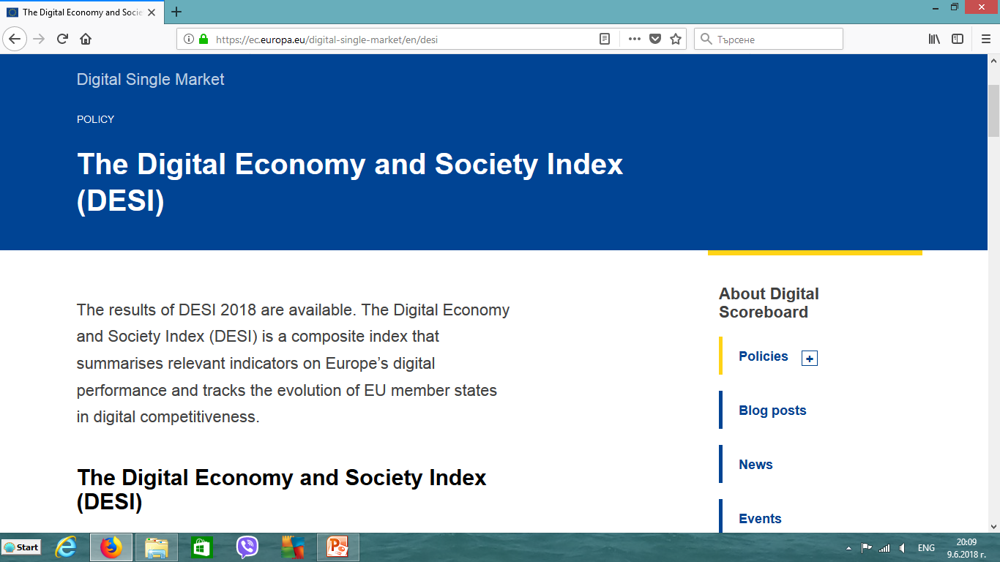 The Digital Economy and Socie
https://ec.europa.eu/digital-single-market/en/desi
Търсене
Digital Single Market
POLICY
The Digital Economy and Society Index
(DESI)
The results of DESI 2018 are available. The Digital Economy
and Society Index (DESI) is a composite index that
summarises relevant indicators on Europe’s digital
performance and tracks the evolution of EU member states
in digital competitiveness.
The Digital Economy and Society Index
(DESI)
About Digital
Scoreboard
Policies
Blog posts
News
Events
Start
ENG
20:09
9.6.2018 г.